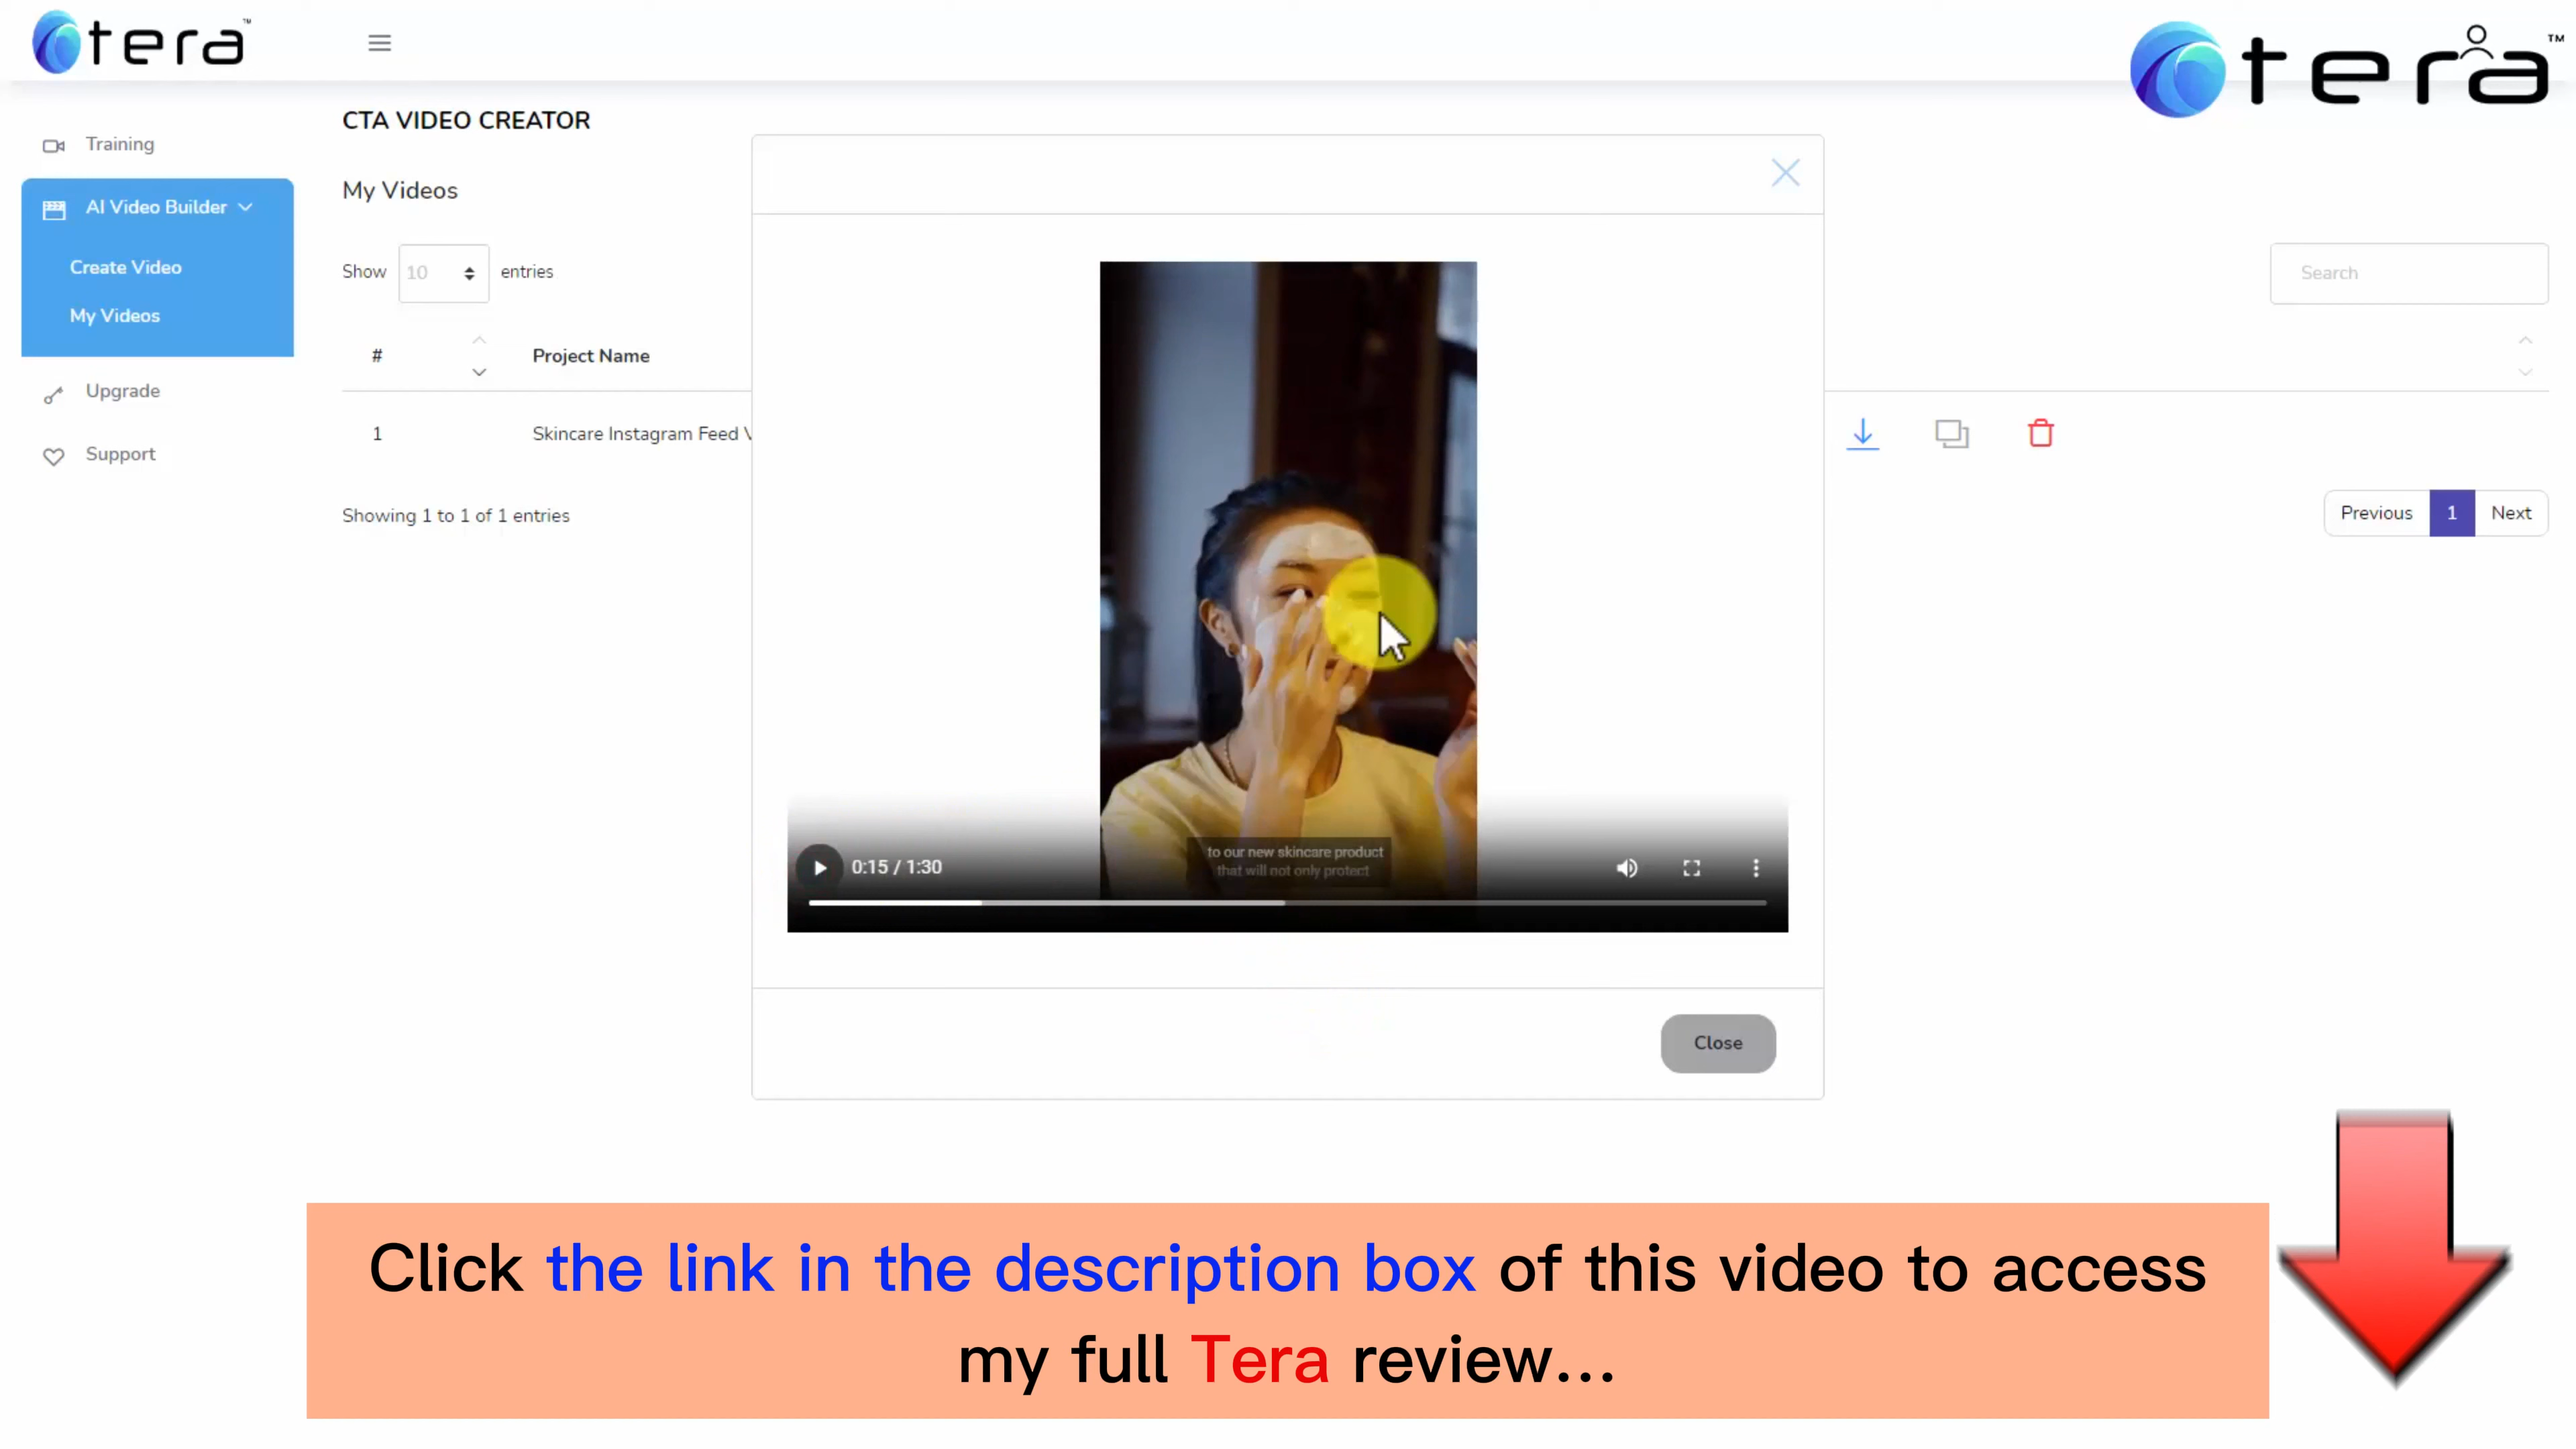 tera™
tera™
Training
AI Video Builder
Create Video
My Videos
Upgrade
Support
CTA VIDEO CREATOR
My Videos
Show 10 entries
Search
# Project Name
1 Skincare Instagram Feed
Showing 1 to 1 of 1 entries
Previous 1 Next
to our new skincare product
that will not only protect
0:15 / 1:30
Close
Click the link in the description box of this video to access
my full Tera review...